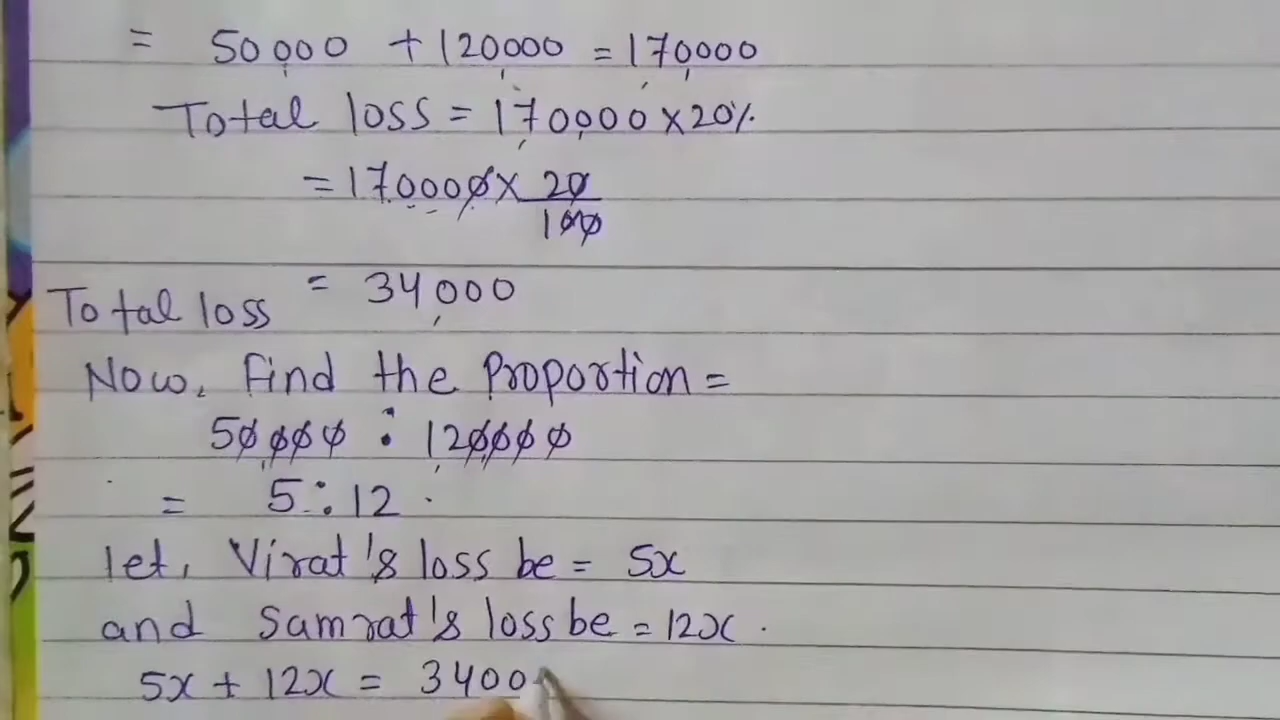 = 50000 + 120000 = 170000
Total loss = 170000 × 20%
= 170000 × 20/100
Total loss = 34000
Now, find the proportion =
50000 : 120000
= 5 : 12
let, Virat's loss be = 5x
and Samrat's loss be = 12x.
5x + 12x = 3400